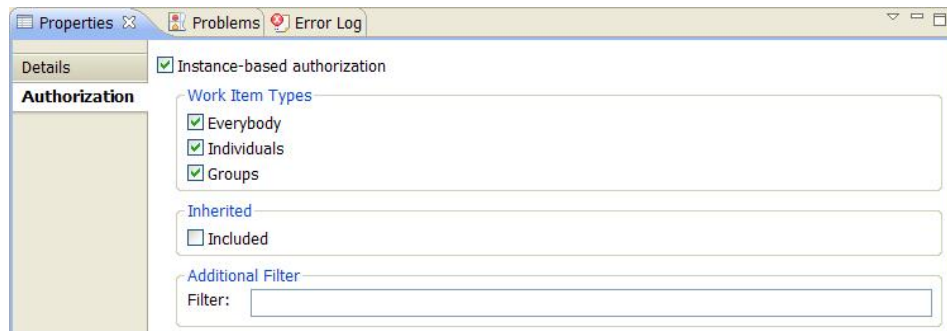 Properties Problems Error Log
Details
Authorization
Instance-based authorization
Work Item Types
Everybody
Individuals
Groups
Inherited
Included
Additional Filter
Filter: